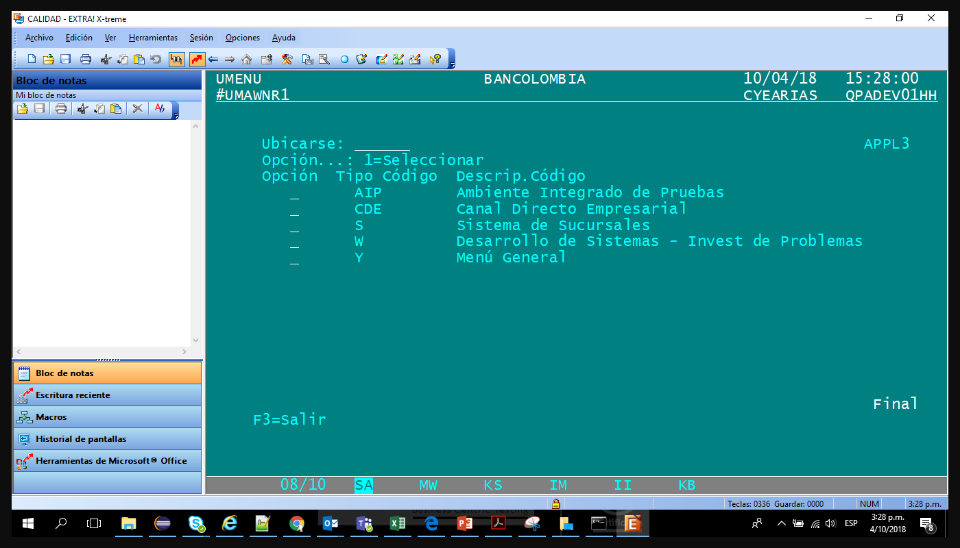 CALIDAD - EXTRA! X-treme
Archivo Edición Ver Herramientas Sesión Opciones Ayuda
Bloc de notas
Mi bloc de notas
UMENU BANCOLOMBIA 10/04/18 15:28:00
#UMAWNR1 CYEARIAS QPADEV01HH
Ubicarse: ______ APPL3
Opción...: 1=Seleccionar
Opción Tipo Código Descrip.Código
_ AIP Ambiente Integrado de Pruebas
_ CDE Canal Directo Empresarial
_ S Sistema de Sucursales
_ W Desarrollo de Sistemas - Invest de Problemas
_ Y Menú General
Bloc de notas
Escritura reciente
Macros
Historial de pantallas
Herramientas de Microsoft® Office
Final
F3=Salir
08/10 SA MW KS IM II KB
Teclas: 0336 Guardar: 0000 NUM 3:28 p.m.
ESP
3:28 p.m.
4/10/2018
8